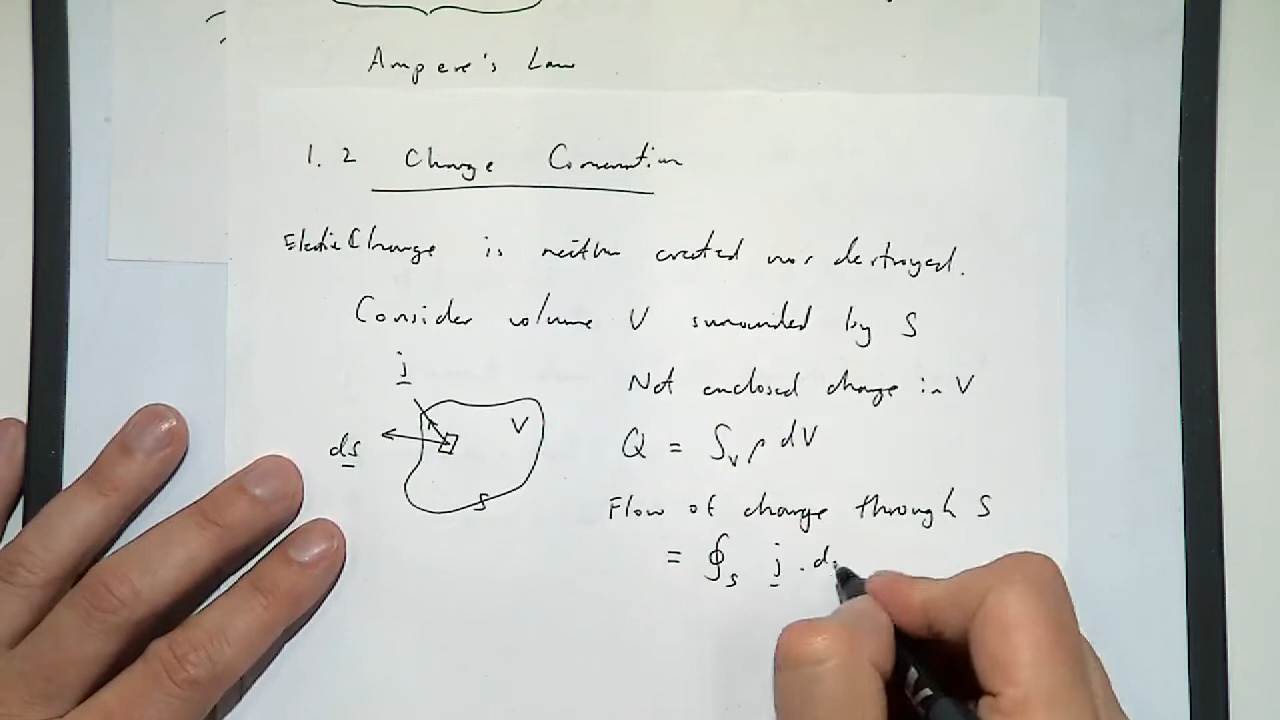 Ampere's Law
1. 2 Charge Conservation
Electric Charge is neither created nor destroyed.
Consider volume V surrounded by S
j
Net enclosed charge in V
V
ds
Q = ∫V ρ dV
S
Flow of charge through S
= ∮S j . ds